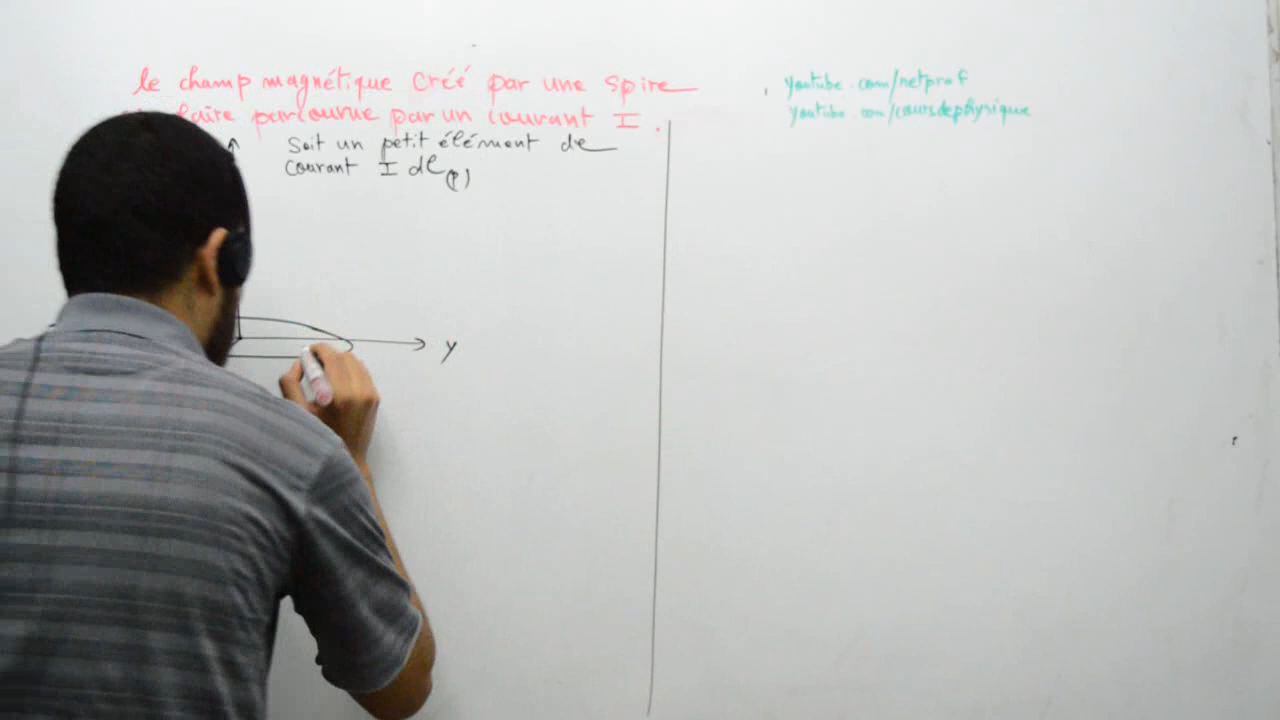 le champ magnétique créé par une spire
laire parcourue par un courant I .
youtube.com/netprof
youtube.com/coursdephysique
Soit un petit élément de
courant I dl(P)
y